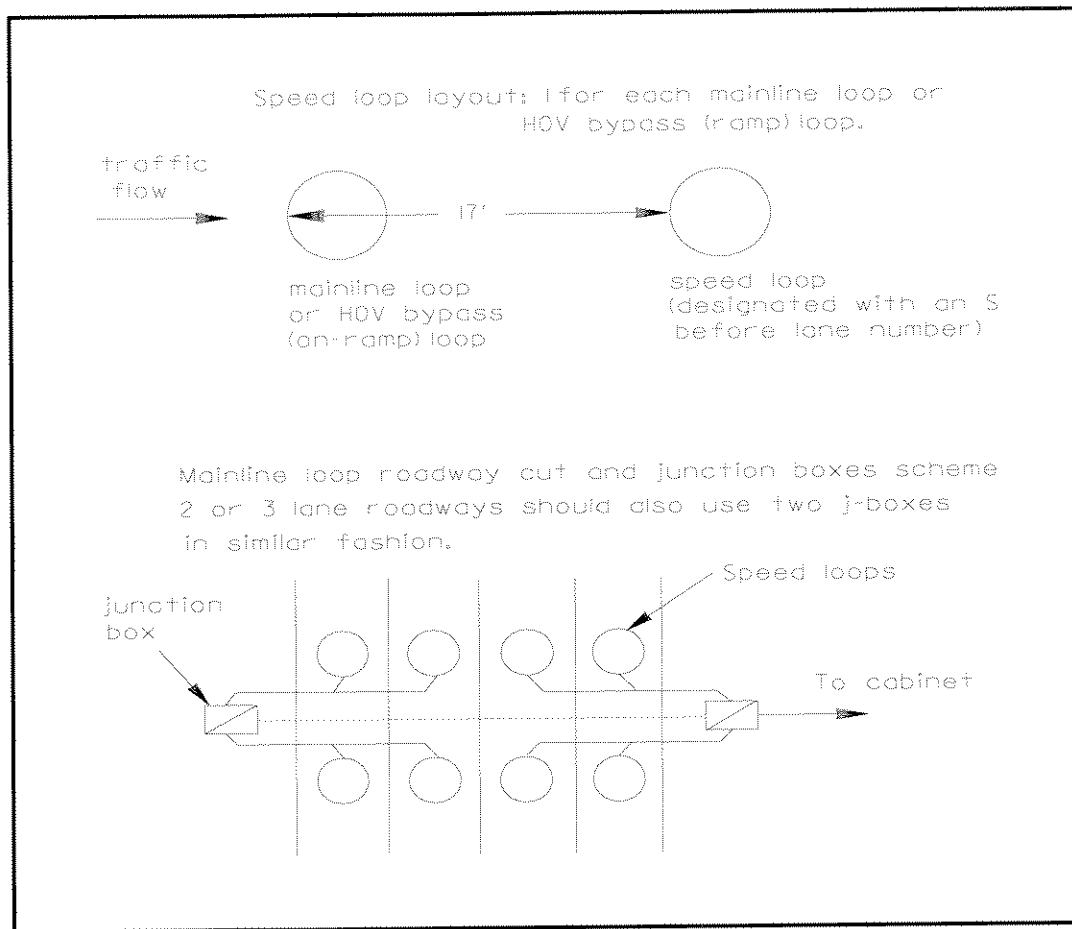 Speed loop layout: 1 for each mainline loop or
HOV bypass (ramp) loop.
traffic
flow
17'
mainline loop
or HOV bypass
(an-ramp) loop
speed loop
(designated with an S
before lane number)
Mainline loop roadway cut and junction boxes scheme
2 or 3 lane roadways should also use two j-boxes
in similar fashion.
Speed loops
junction
box
To cabinet